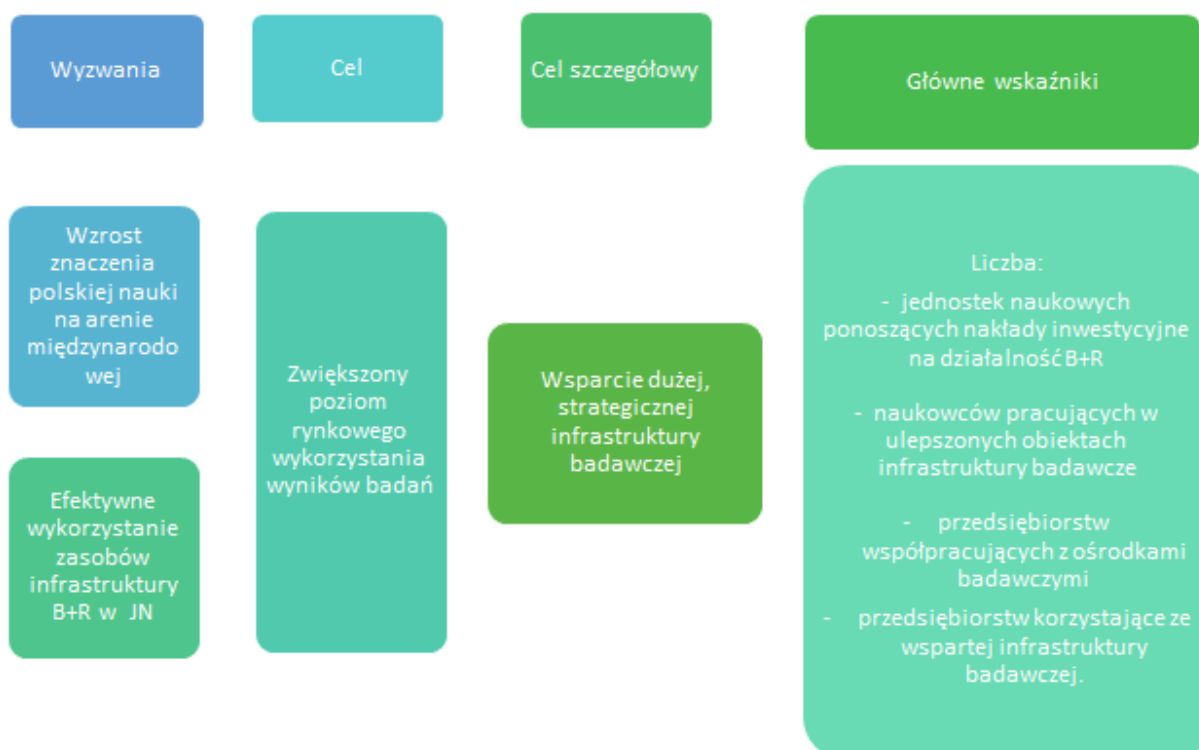 Wyzwania
Cel
Cel szczegółowy
Główne wskaźniki
Wzrost
znaczenia
polskiej nauki
na arenie
międzynarodo
wej
Efektywne
wykorzystanie
zasobów
infrastruktury
B+R w JN
Zwiększony
poziom
rynkowego
wykorzystania
wyników badań
Wsparcie dużej,
strategicznej
infrastruktury
badawczej
Liczba:
- jednostek naukowych
ponoszących nakłady inwestycyjne
na działalność B+R
- naukowców pracujących w
ulepszonych obiektach
infrastruktury badawcze
- przedsiębiorstw
współpracujących z ośrodkami
badawczymi
- przedsiębiorstw korzystające ze
wspartej infrastruktury
badawczej.